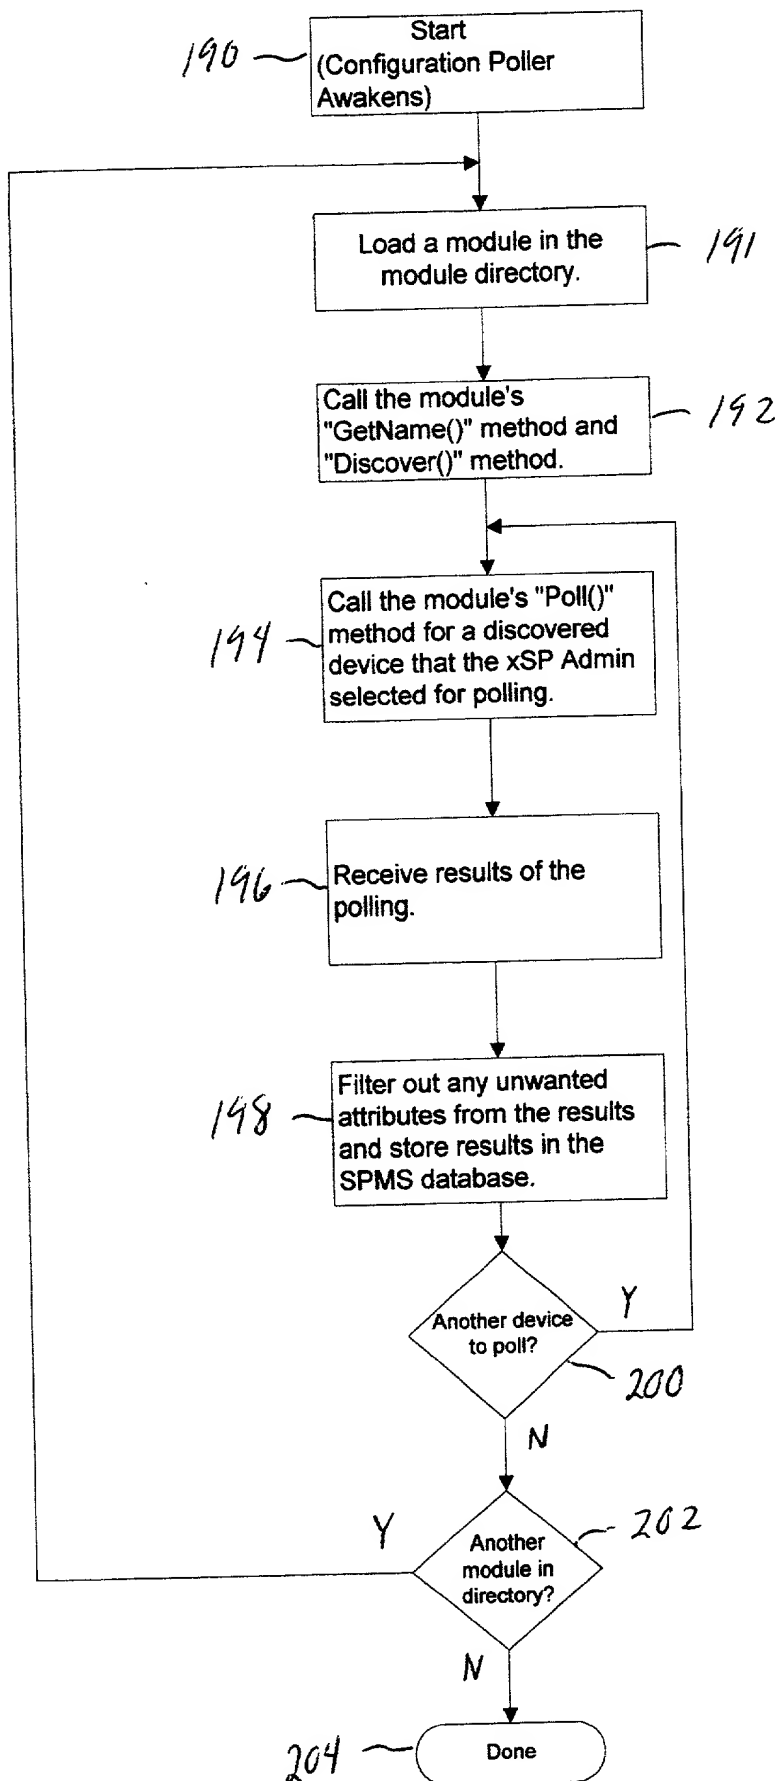 Start
190
(Configuration Poller
Awakens)
Load a module in the
module directory.
191
Call the module's
"GetName()" method and
"Discover()" method.
192
Call the module's "Poll()"
method for a discovered
device that the xSP Admin
selected for polling.
194
Receive results of the
polling.
196
Filter out any unwanted
attributes from the results
and store results in the
SPMS database.
198
Another device
to poll?
Y
200
N
Another
module in
directory?
202
Y
N
204
Done